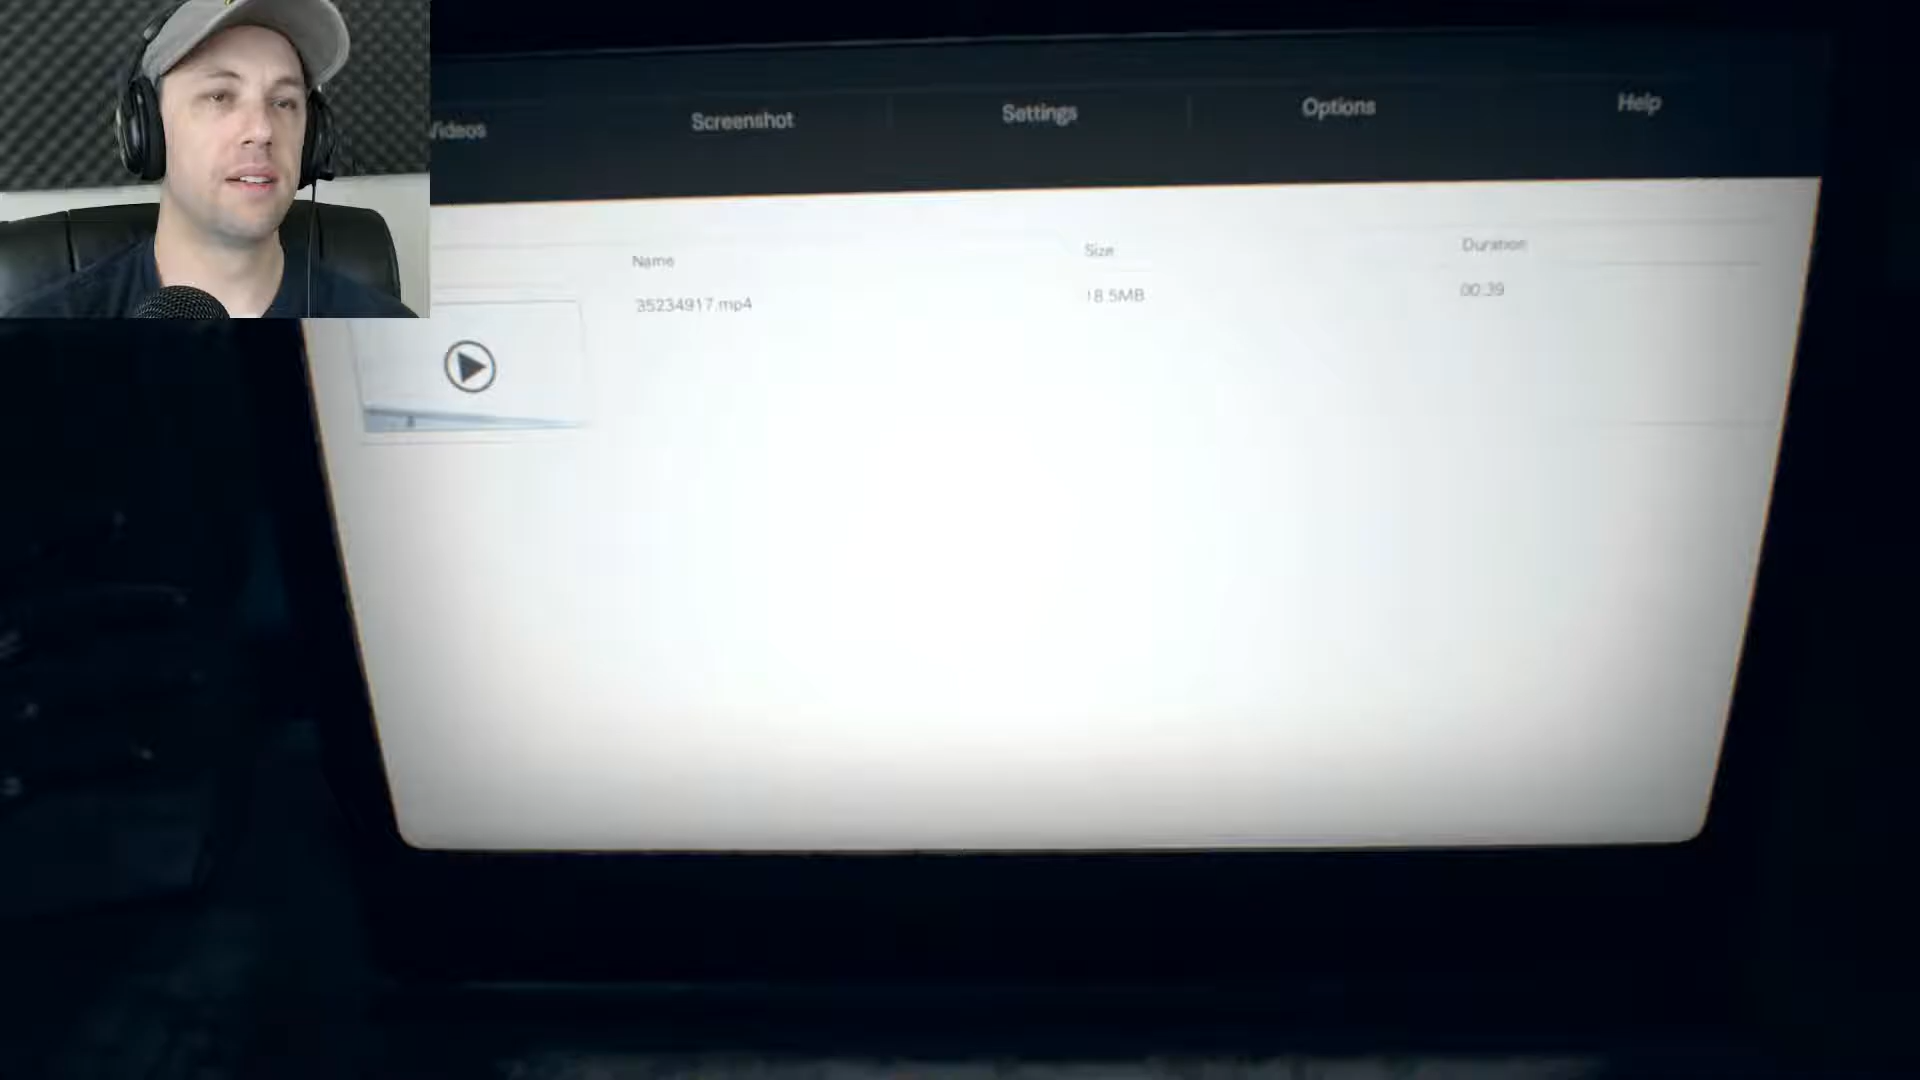 Videos Screenshot Settings Options Help
Name Size Duration
35234917.mp4 18.5MB 00:39